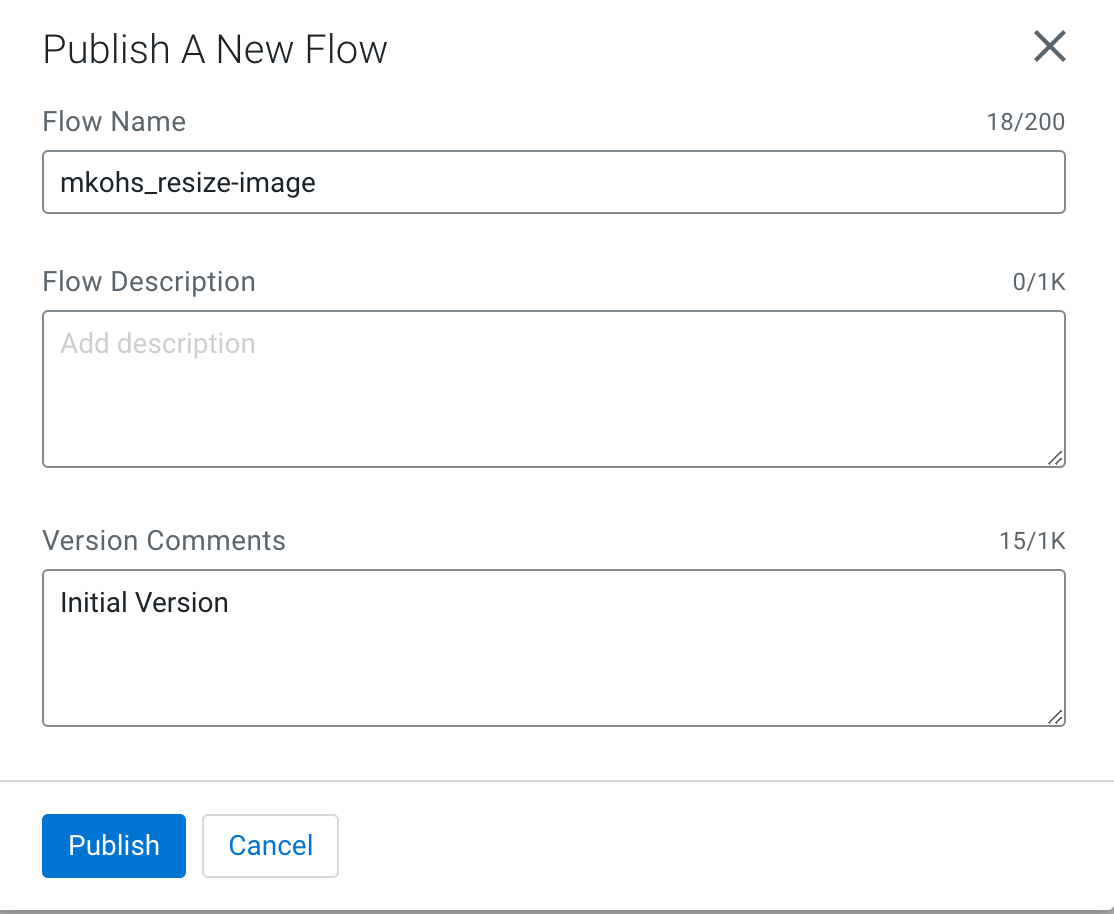 Publish A New Flow
Flow Name 18/200
mkohs_resize-image
Flow Description 0/1K
Add description
Version Comments 15/1K
Initial Version
Publish Cancel